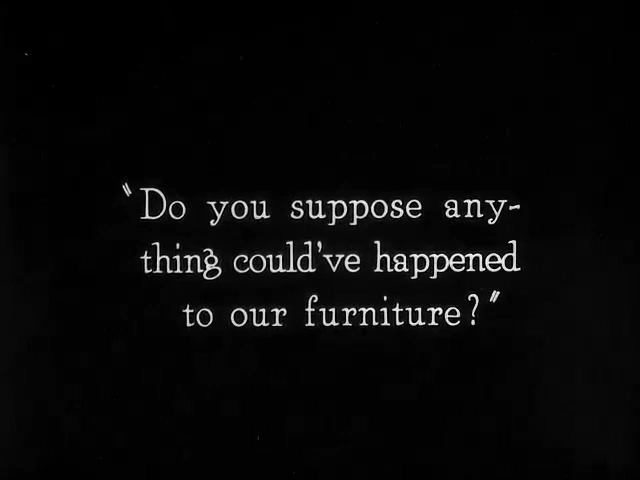 "Do you suppose any-
thing could've happened
to our furniture?"